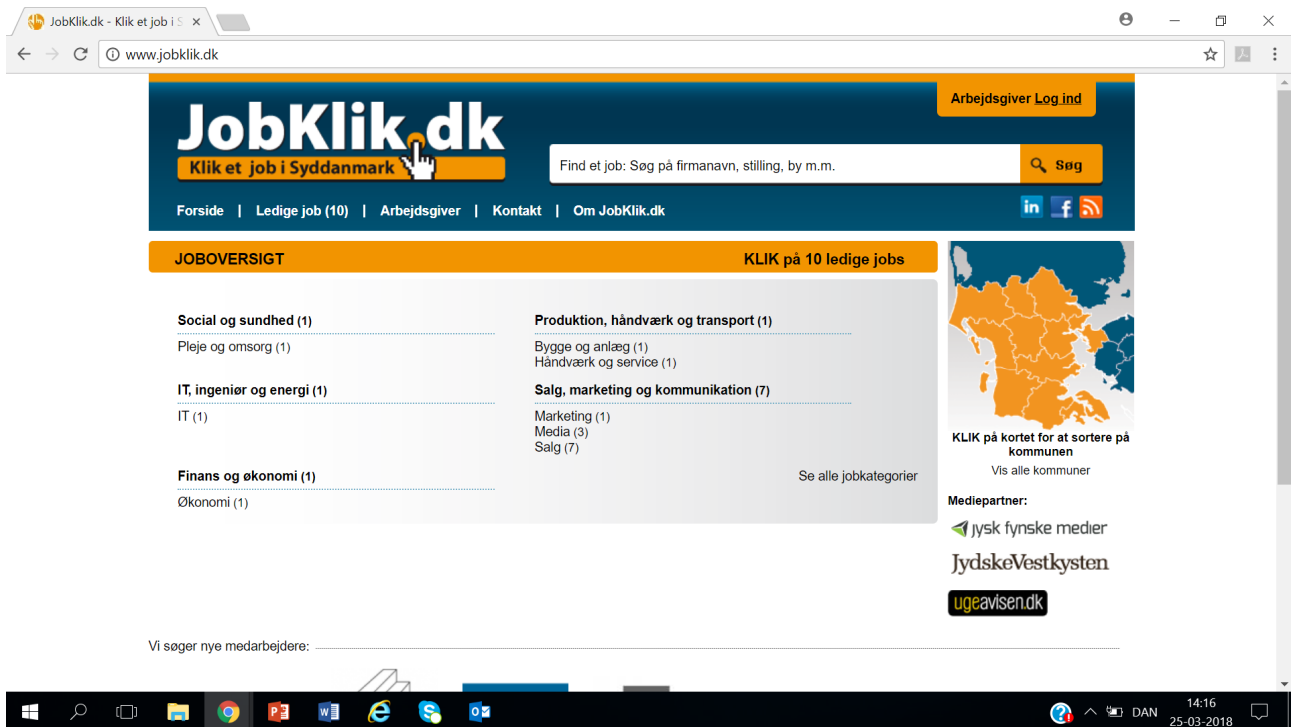 JobKlik.dk - Klik et job i S
www.jobklik.dk
Arbejdsgiver Log ind
JobKlik.dk
Klik et job i Syddanmark
Find et job: Søg på firmanavn, stilling, by m.m.
Søg
Forside | Ledige job (10) | Arbejdsgiver | Kontakt | Om JobKlik.dk
in f
JOBOVERSIGT
KLIK på 10 ledige jobs
Social og sundhed (1)
Pleje og omsorg (1)
Produktion, håndværk og transport (1)
Bygge og anlæg (1)
Håndværk og service (1)
IT, ingeniør og energi (1)
IT (1)
Salg, marketing og kommunikation (7)
Marketing (1)
Media (3)
Salg (7)
Finans og økonomi (1)
Økonomi (1)
Se alle jobkategorier
KLIK på kortet for at sortere på
kommunen
Vis alle kommuner
Mediepartner:
jysk fynske medier
JydskeVestkysten
ugeavisen.dk
Vi søger nye medarbejdere:
DAN
14:16
25-03-2018